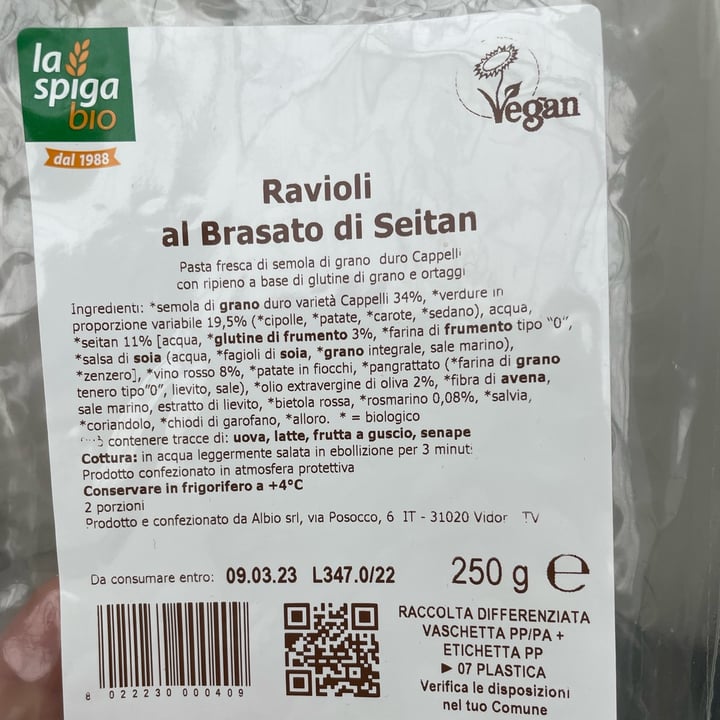 la
spiga
bio
dal 1988
Vegan
Ravioli
al Brasato di Seitan
Pasta fresca di semola di grano duro Cappelli
con ripieno a base di glutine di grano e ortaggi
Ingredienti: *semola di grano duro varietà Cappelli 34%, *verdure in
proporzione variabile 19,5% (*cipolle, *patate, *carote, *sedano), acqua,
*seitan 11% [acqua, *glutine di frumento 3%, *farina di frumento tipo "0",
*salsa di soia (acqua, *fagioli di soia, *grano integrale, sale marino),
*zenzero], *vino rosso 8%, *patate in fiocchi, *pangrattato (*farina di grano
tenero tipo"0", lievito, sale), *olio extravergine di oliva 2%, *fibra di avena,
sale marino, estratto di lievito, *bietola rossa, *rosmarino 0,08%, *salvia,
*coriandolo, *chiodi di garofano, *alloro. * = biologico
contenere tracce di: uova, latte, frutta a guscio, senape
Cottura: in acqua leggermente salata in ebollizione per 3 minut
Prodotto confezionato in atmosfera protettiva
Conservare in frigorifero a +4°C
2 porzioni
Prodotto e confezionato da Albio srl, via Posocco, 6 IT - 31020 Vidor TV
Da consumare entro: 09.03.23 L347.0/22
250 g e
RACCOLTA DIFFERENZIATA
VASCHETTA PP/PA +
ETICHETTA PP
► 07 PLASTICA
Verifica le disposizioni
nel tuo Comune
8 022230 000409